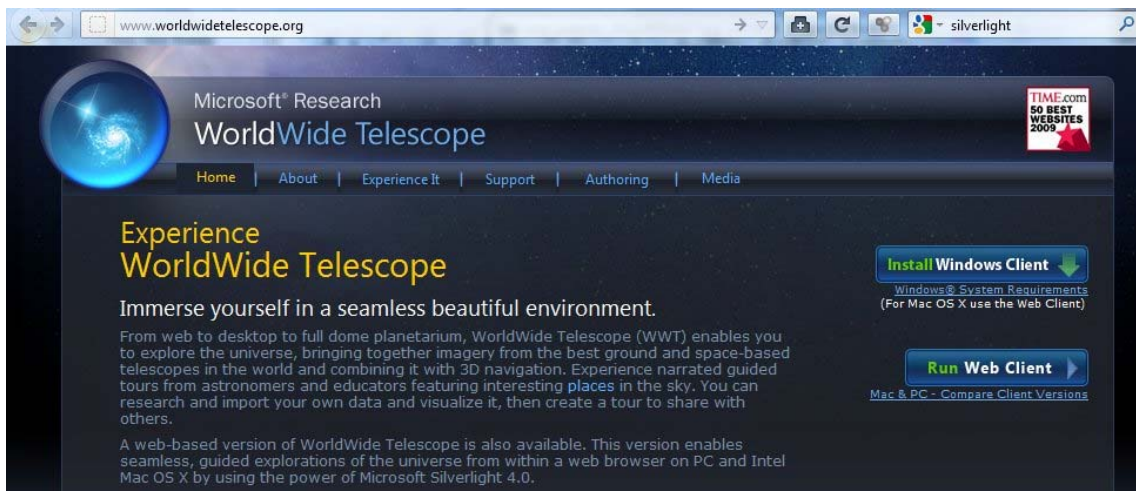 www.worldwidetelescope.org
silverlight
Microsoft® Research
WorldWide Telescope
TIME.com
50 BEST
WEBSITES
2009
Home | About | Experience It | Support | Authoring | Media
Experience
WorldWide Telescope
Immerse yourself in a seamless beautiful environment.
From web to desktop to full dome planetarium, WorldWide Telescope (WWT) enables you
to explore the universe, bringing together imagery from the best ground and space-based
telescopes in the world and combining it with 3D navigation. Experience narrated guided
tours from astronomers and educators featuring interesting places in the sky. You can
research and import your own data and visualize it, then create a tour to share with
others.
A web-based version of WorldWide Telescope is also available. This version enables
seamless, guided explorations of the universe from within a web browser on PC and Intel
Mac OS X by using the power of Microsoft Silverlight 4.0.
Install Windows Client
Windows® System Requirements
(For Mac OS X use the Web Client)
Run Web Client
Mac & PC - Compare Client Versions